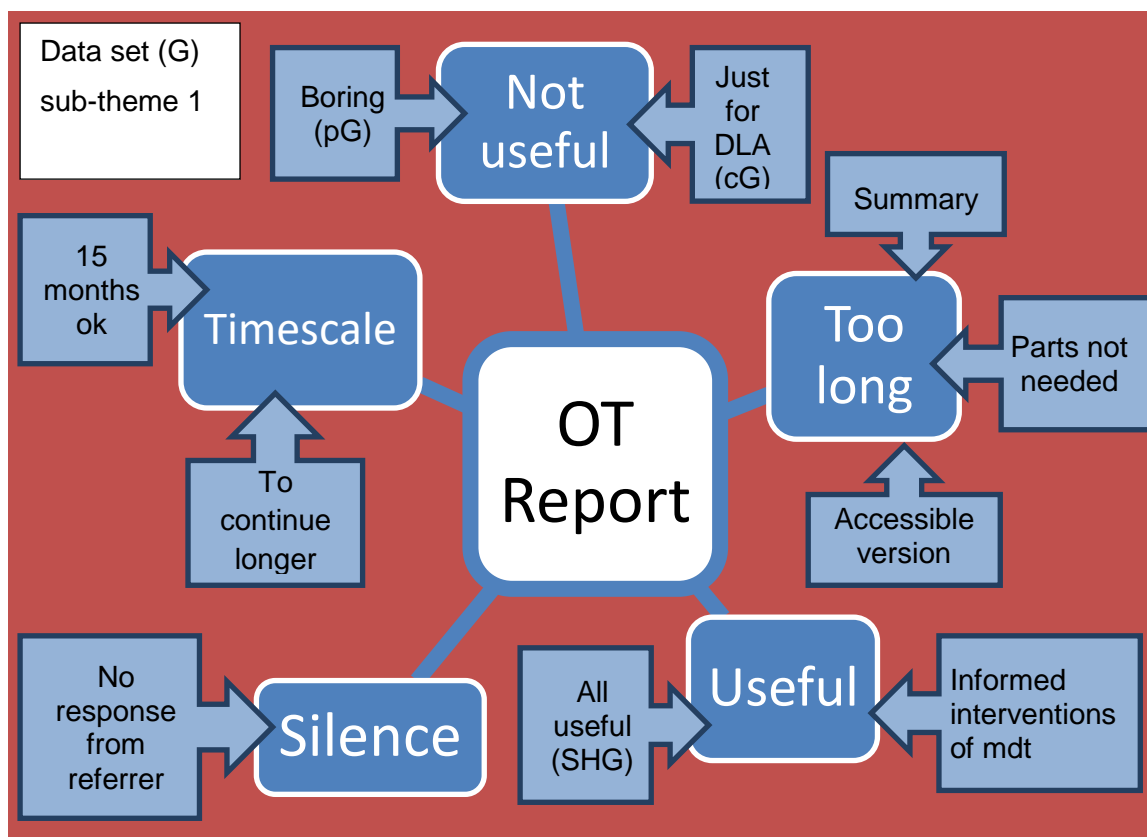 Data set (G)
sub-theme 1
Boring
(pG)
Not
useful
Just
for
DLA
(cG)
Summary
15
months
ok
Timescale
Too
long
Parts not
needed
OT
Report
To
continue
longer
Accessible
version
No
response
from
referrer
Silence
All
useful
(SHG)
Useful
Informed
interventions
of mdt